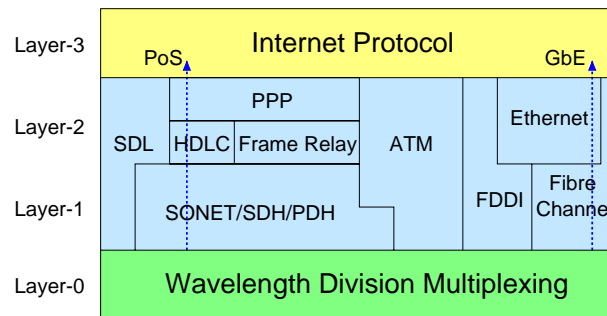 Layer-3
Internet Protocol
PoS
GbE
PPP
Layer-2
Ethernet
SDL
HDLC
Frame Relay
ATM
Layer-1
SONET/SDH/PDH
FDDI
Fibre
Channel
Layer-0
Wavelength Division Multiplexing